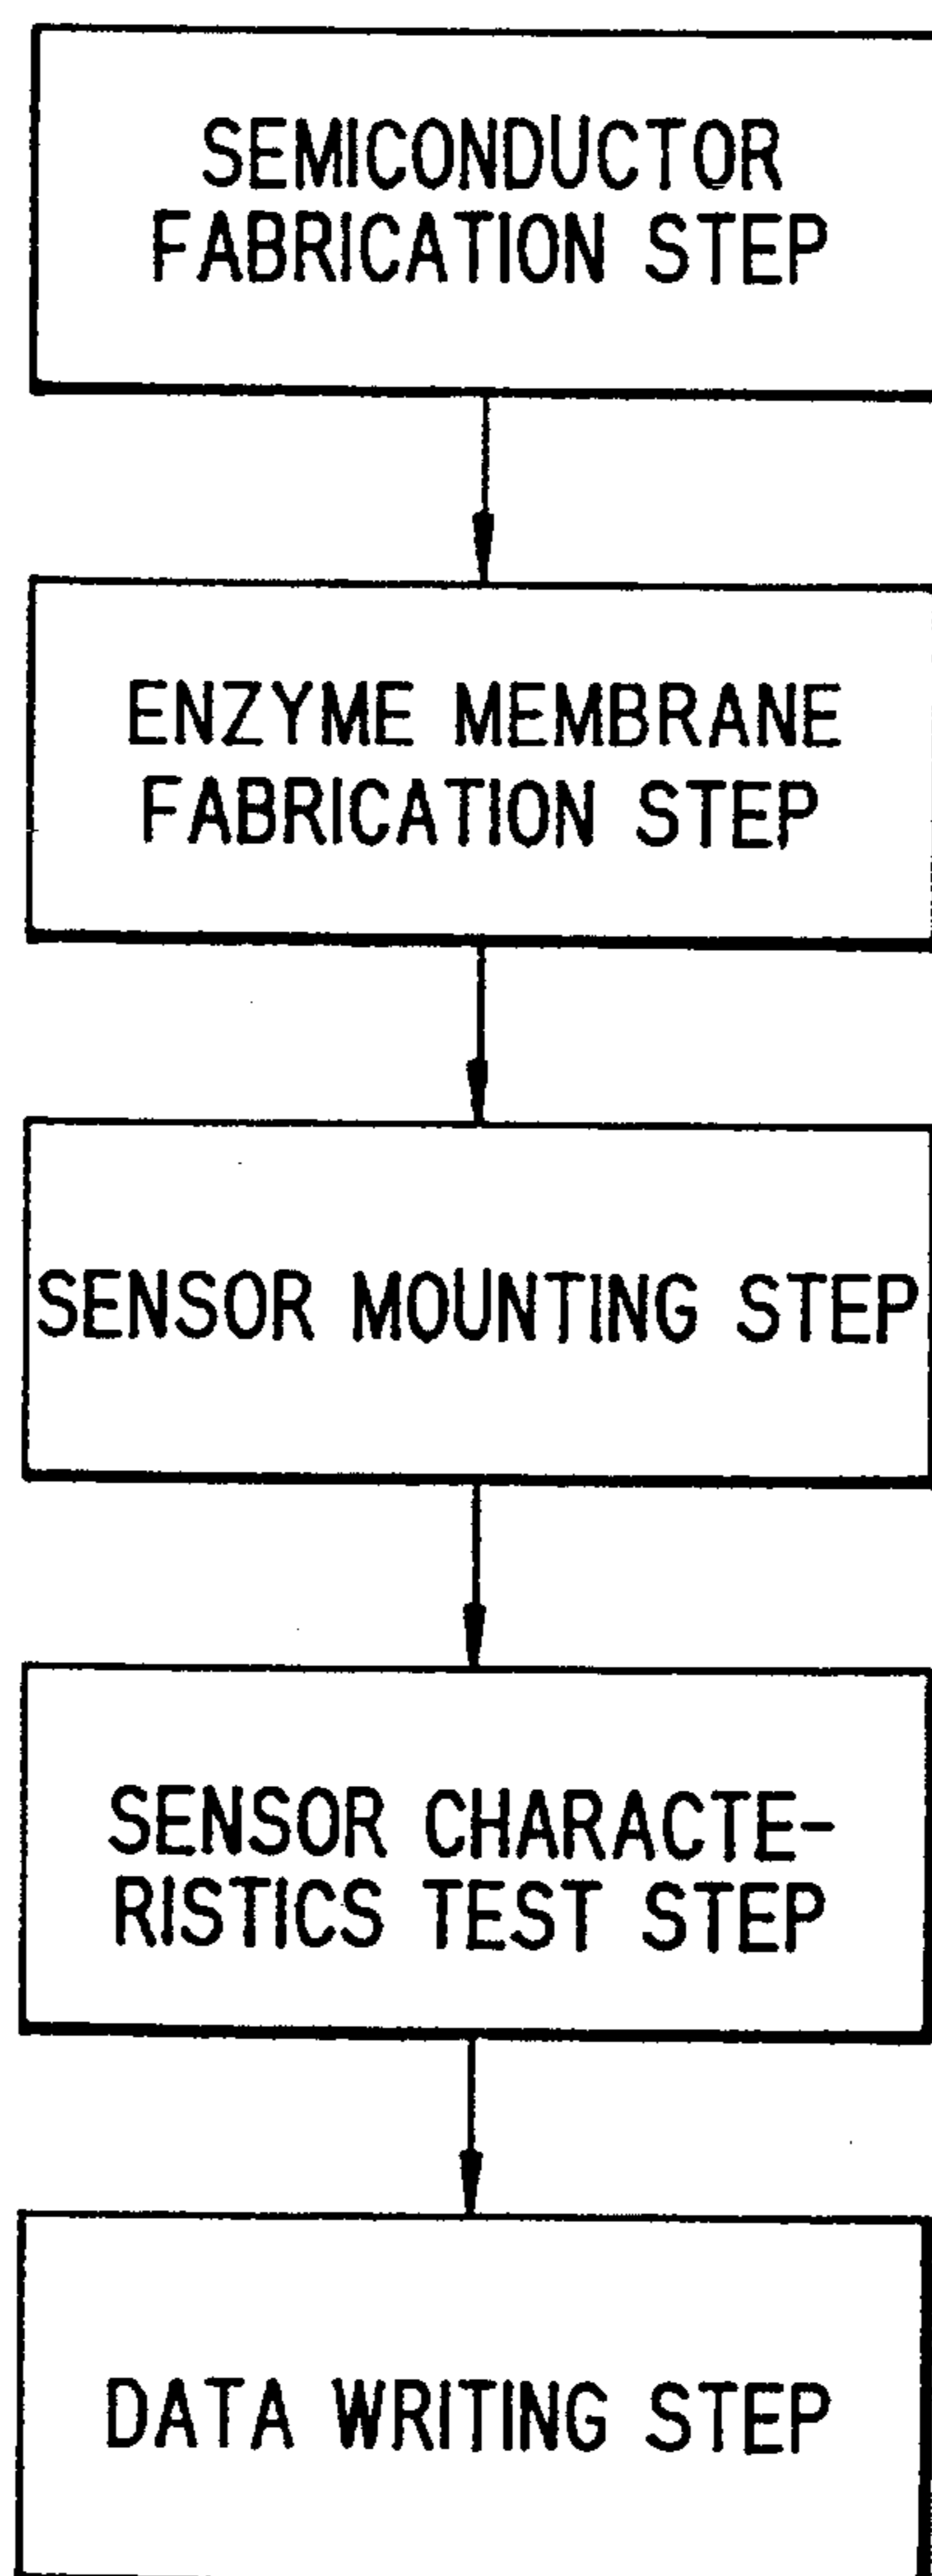 SEMICONDUCTOR
FABRICATION STEP
ENZYME MEMBRANE
FABRICATION STEP
SENSOR MOUNTING STEP
SENSOR CHARACTE-
RISTICS TEST STEP
DATA WRITING STEP